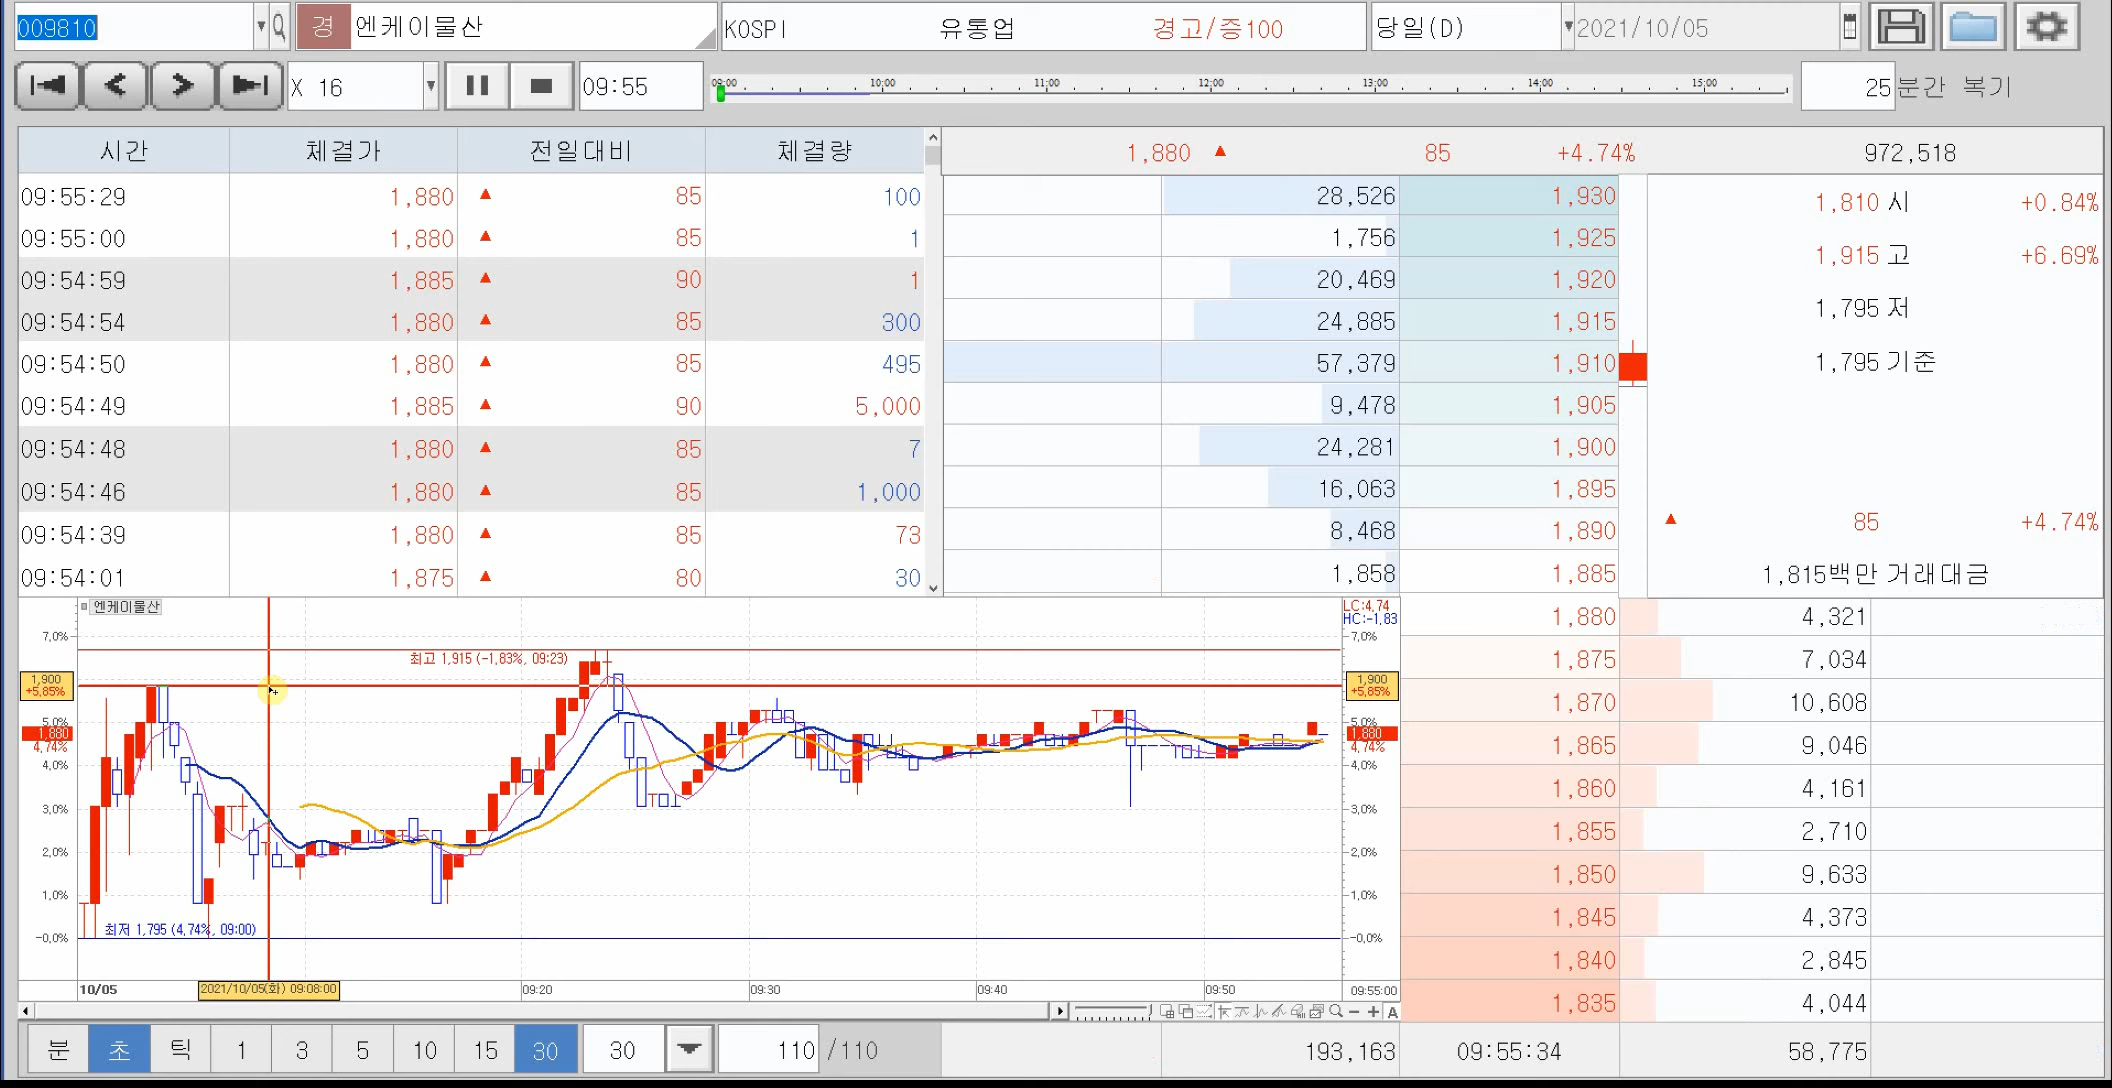 009810 경 엔케이물산 KOSPI 유통업 경고/증100 당일(D) 2021/10/05
X 16 09:55 09:00 10:00 11:00 12:00 13:00 14:00 15:00 25분간 복기
시간 체결가 전일대비 체결량 1,880 ▲ 85 +4.74% 972,518
09:55:29 1,880 ▲ 85 100 28,526 1,930 1,810 시 +0.84%
09:55:00 1,880 ▲ 85 1 1,756 1,925
09:54:59 1,885 ▲ 90 1 20,469 1,920 1,915 고 +6.69%
09:54:54 1,880 ▲ 85 300 24,885 1,915 1,795 저
09:54:50 1,880 ▲ 85 495 57,379 1,910 1,795 기준
09:54:49 1,885 ▲ 90 5,000 9,478 1,905
09:54:48 1,880 ▲ 85 7 24,281 1,900
09:54:46 1,880 ▲ 85 1,000 16,063 1,895
09:54:39 1,880 ▲ 85 73 8,468 1,890 ▲ 85 +4.74%
09:54:01 1,875 ▲ 80 30 1,858 1,885 1,815백만 거래대금
엔케이물산 LC:4.74 1,880 4,321
HC:-1.83
7.0% 7.0%
최고 1,915 (-1.83%, 09:23) 1,875 7,034
1,900 1,900
+5.85% +5.85%
1,870 10,608
5.0% 5.0%
1,880 1,880
4.74% 4.74% 1,865 9,046
4.0% 4.0%
1,860 4,161
3.0% 3.0%
1,855 2,710
2.0% 2.0%
1,850 9,633
1.0% 1.0%
1,845 4,373
최저 1,795 (4.74%, 09:00)
-0.0% -0.0%
1,840 2,845
10/05 2021/10/05(화) 09:08:00 09:20 09:30 09:40 09:50 09:55:00
1,835 4,044
A
분 초 틱 1 3 5 10 15 30 30 110 /110 193,163 09:55:34 58,775